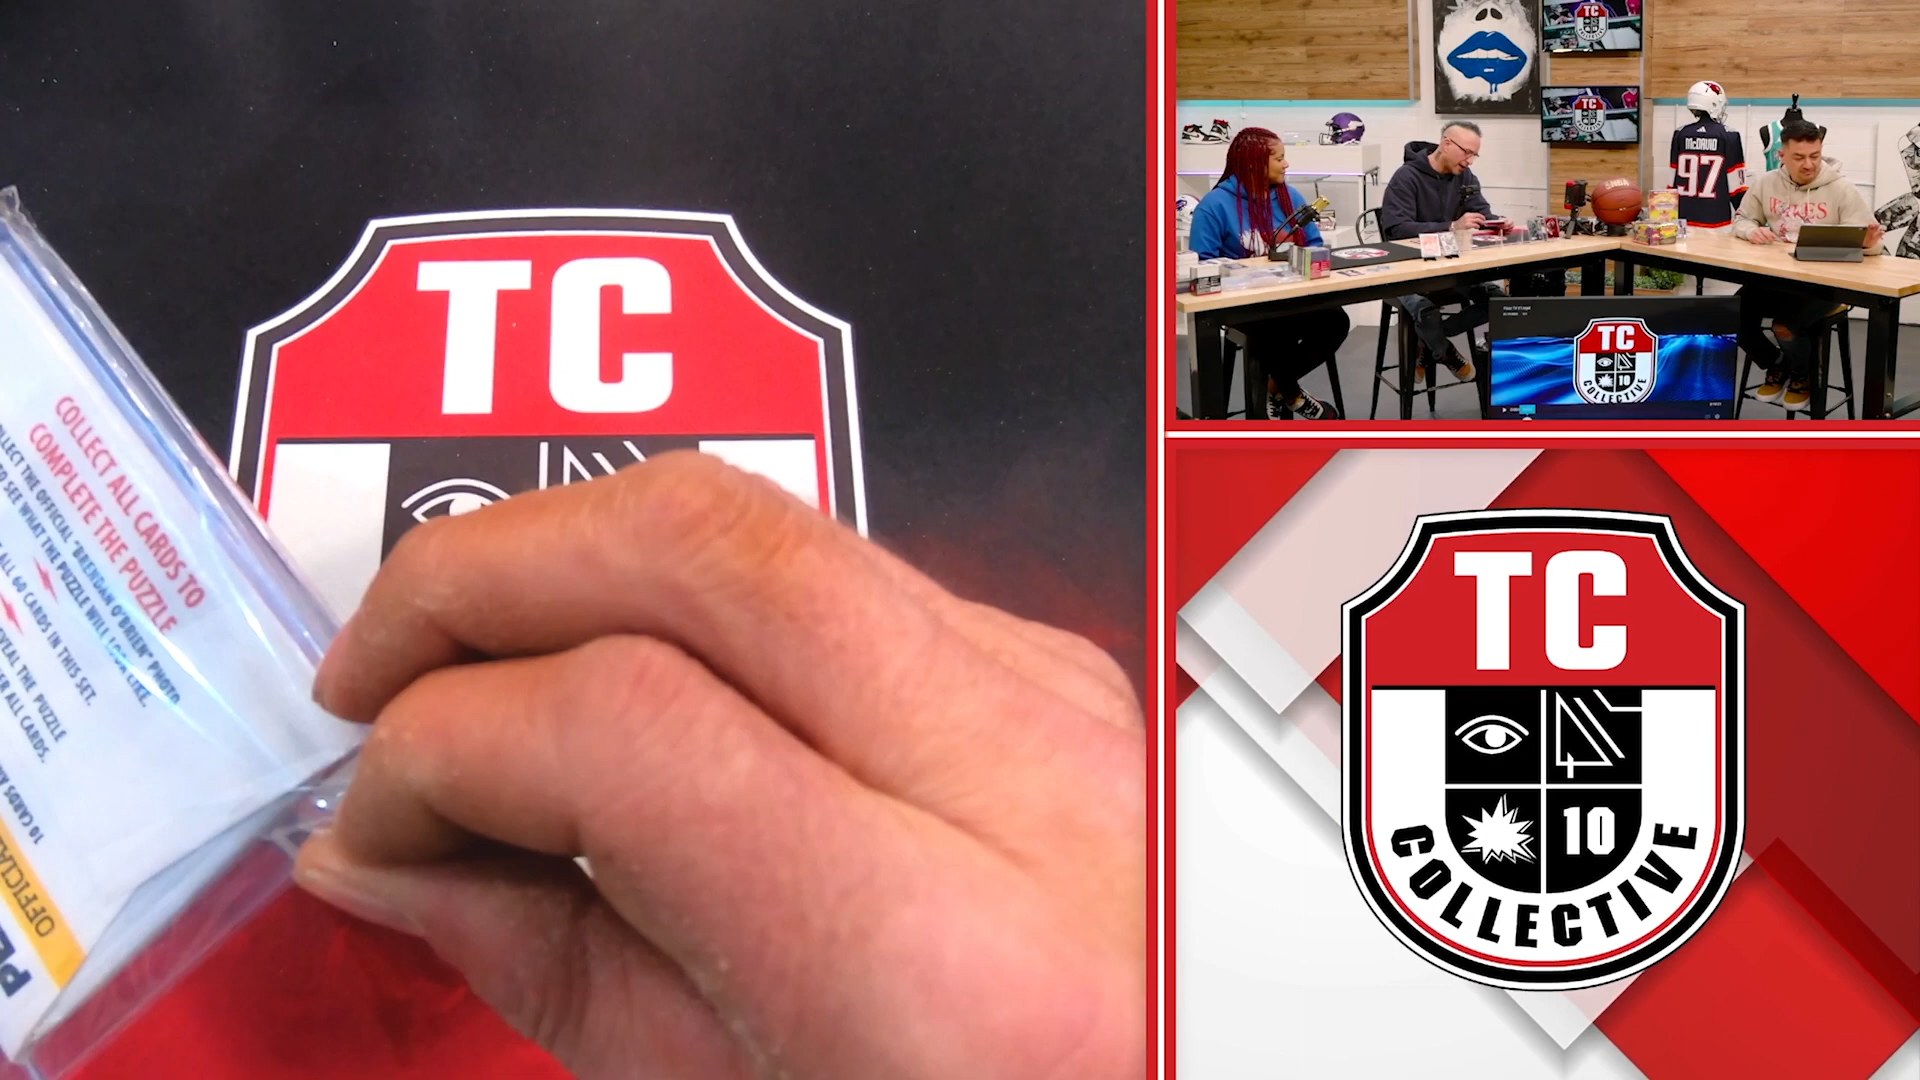 TC
COLLECT ALL CARDS TO
COMPLETE THE PUZZLE
COLLECT THE OFFICIAL "BRENDAN O'BRIEN" PHOTO
TO SEE WHAT THE PUZZLE WILL LOOK LIKE.
ALL 60 CARDS IN THIS SET.
REVEAL THE PUZZLE
ALL CARDS.
10 CARDS
OFFICIAL
TC
McDAVID
97
TC
10
COLLECTIVE
TC
10
COLLECTIVE